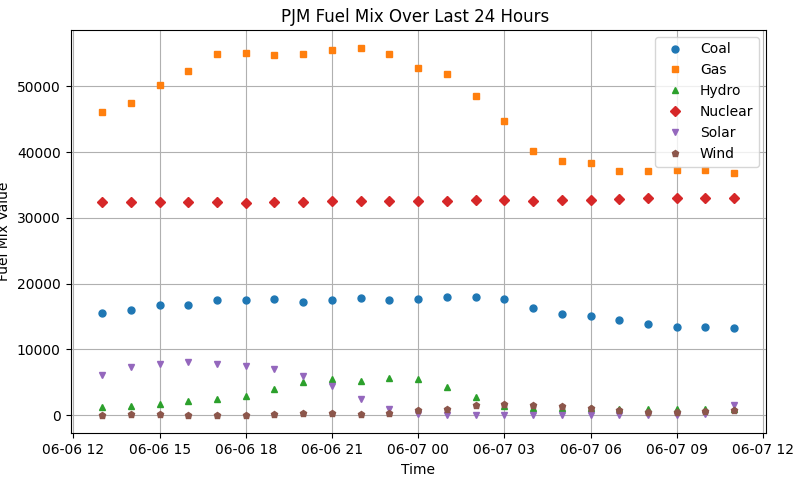 PJM Fuel Mix Over Last 24 Hours
Fuel Mix Value
50000
40000
30000
20000
10000
0
Coal
Gas
Hydro
Nuclear
Solar
Wind
06-06 12 06-06 15 06-06 18 06-06 21 06-07 00 06-07 03 06-07 06 06-07 09 06-07 12
Time